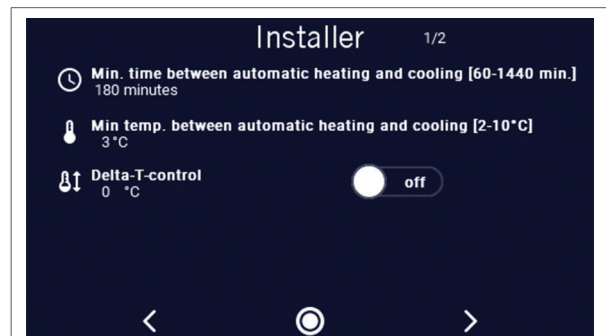 Installer 1/2
Min. time between automatic heating and cooling [60-1440 min.]
180 minutes
Min temp. between automatic heating and cooling [2-10°C]
3°C
Delta-T-control off
0 °C